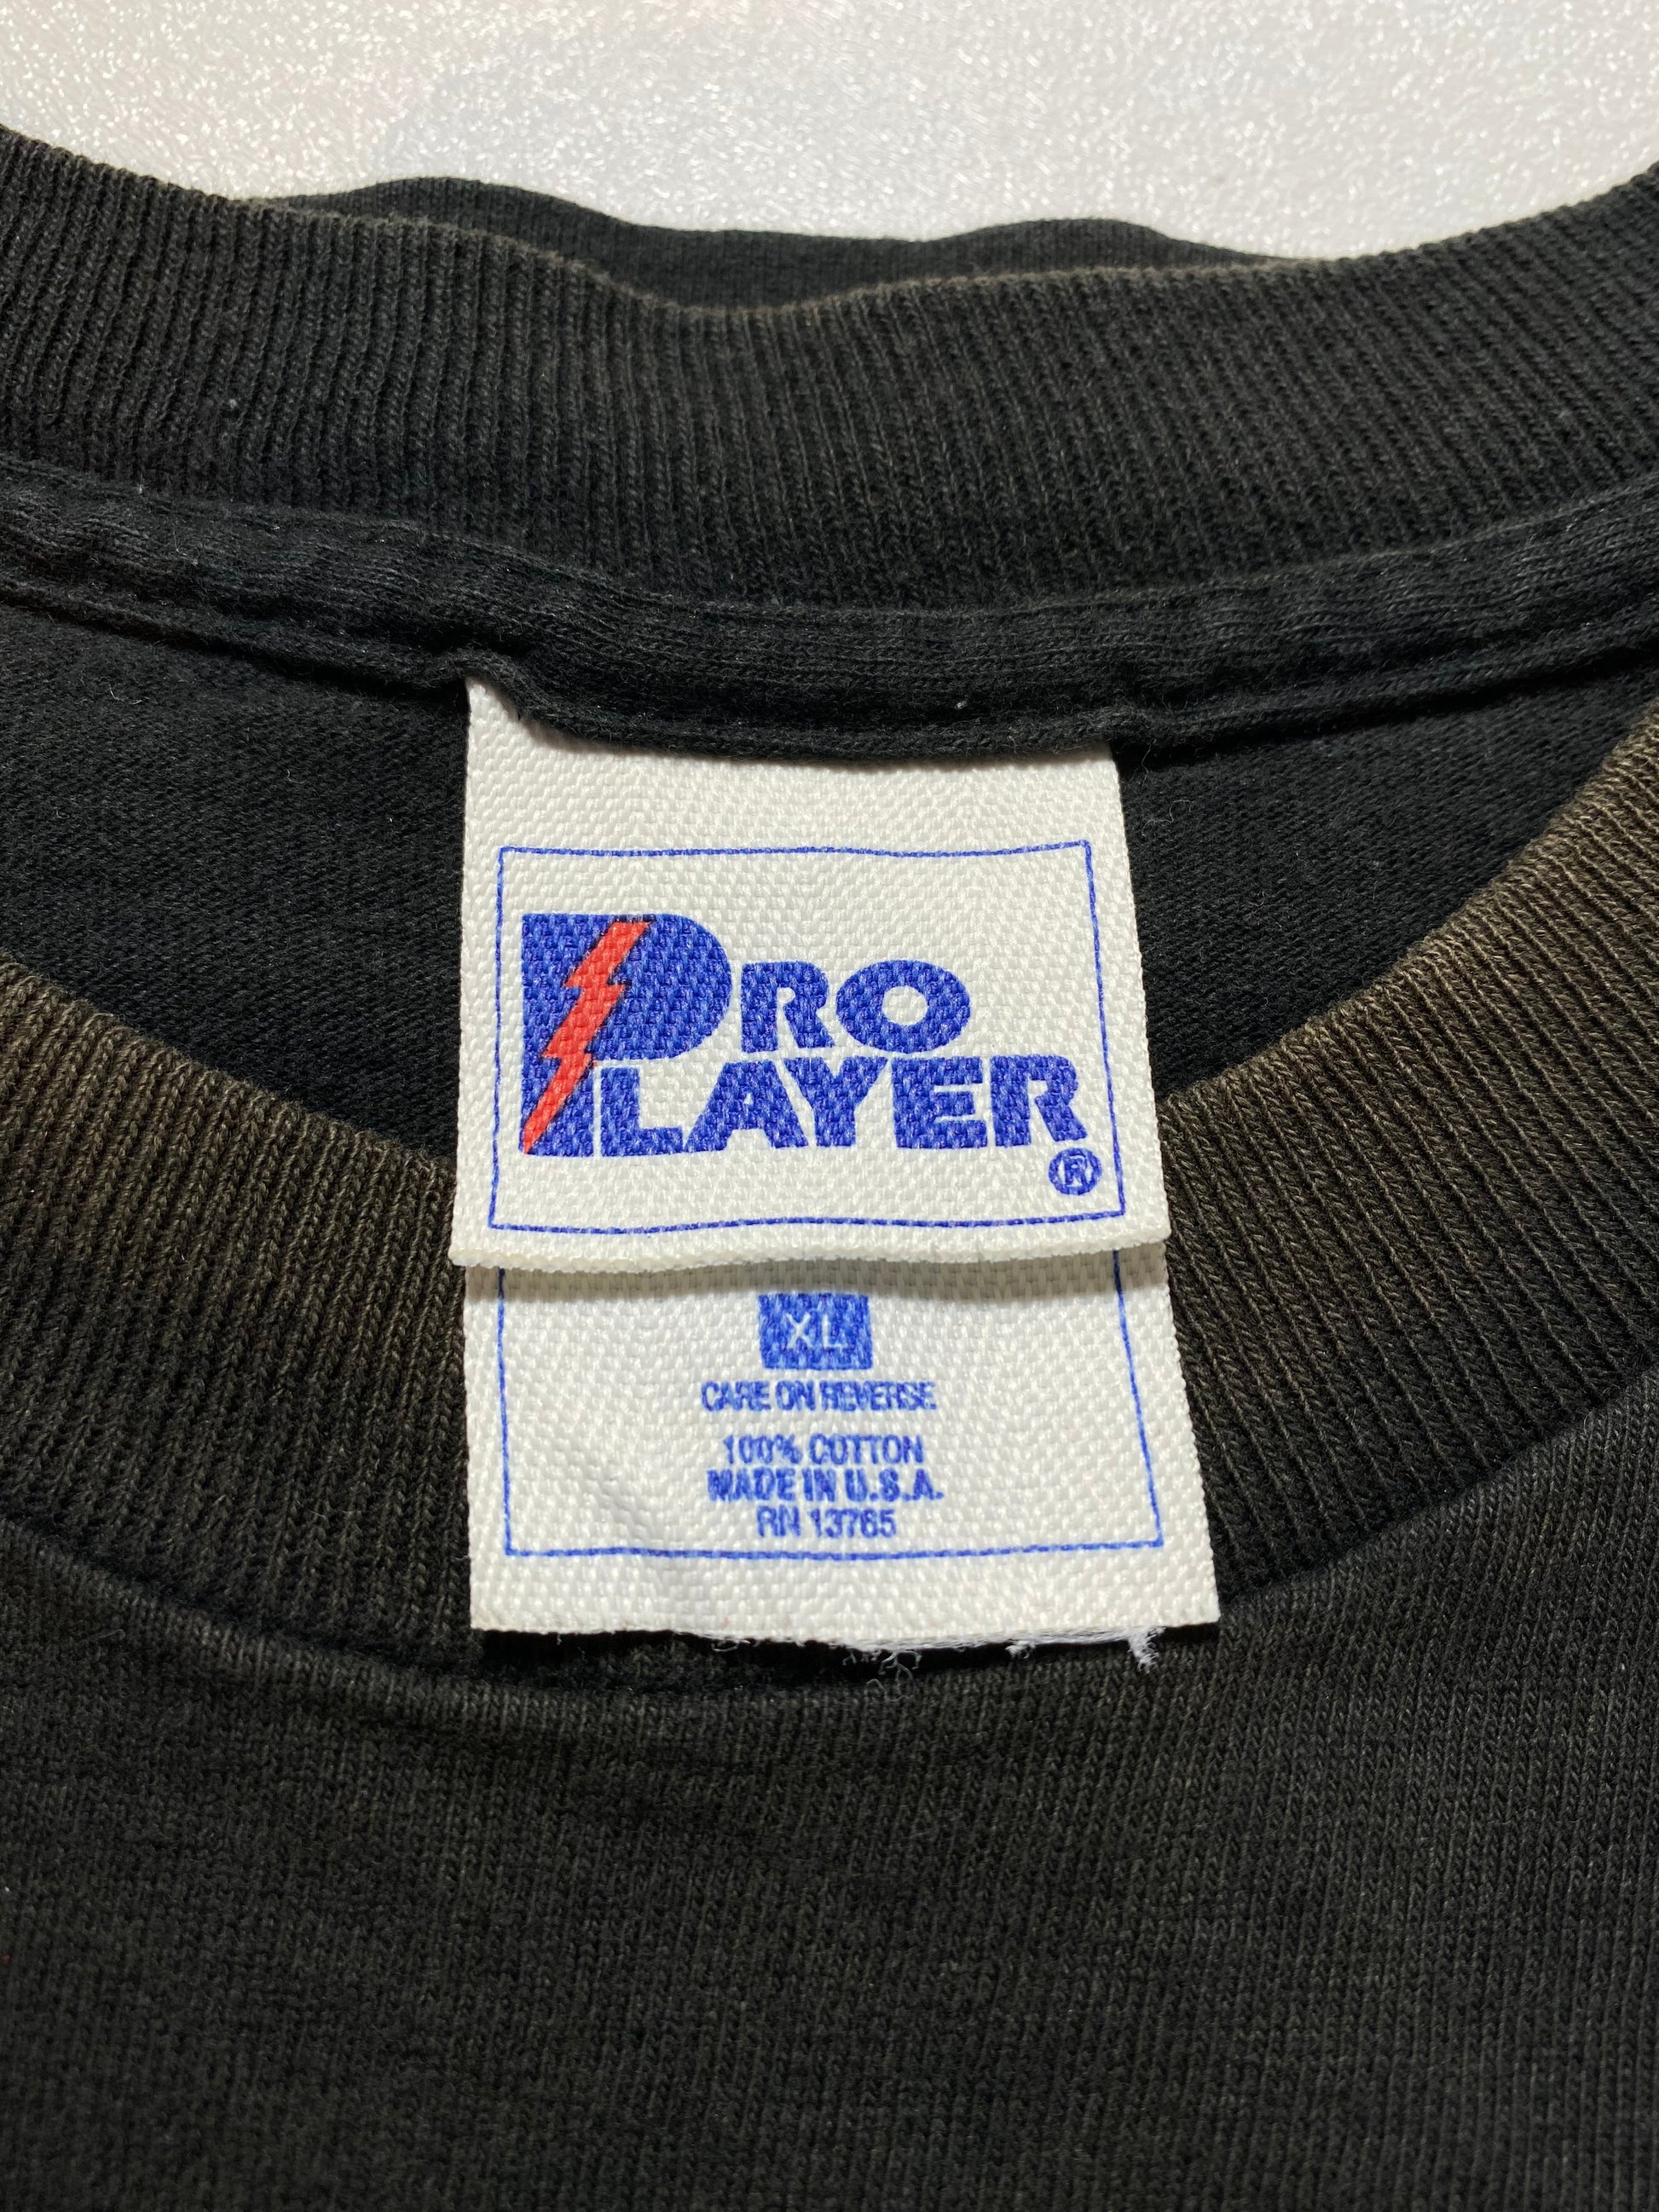 PRO
PLAYER
®
XL
CARE ON REVERSE
100% COTTON
MADE IN U.S.A.
RN 13765